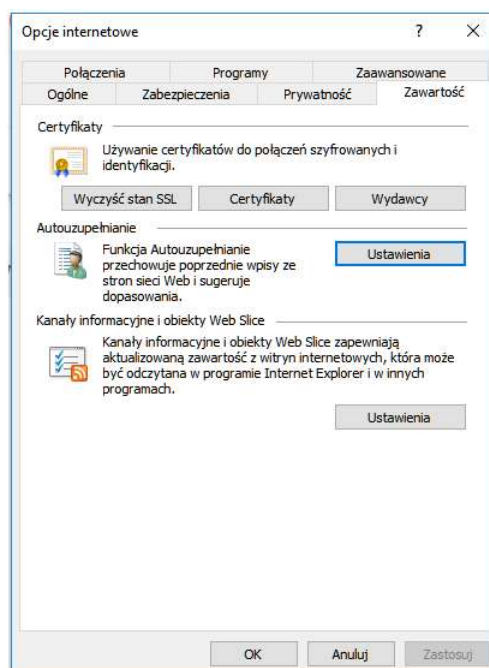 Opcje internetowe ? ×
Połączenia Programy Zaawansowane
Ogólne Zabezpieczenia Prywatność Zawartość
Certyfikaty
Używanie certyfikatów do połączeń szyfrowanych i
identyfikacji.
Wyczyść stan SSL Certyfikaty Wydawcy
Autouzupełnianie
Funkcja Autouzupełnianie
przechowuje poprzednie wpisy ze
stron sieci Web i sugeruje
dopasowania.
Ustawienia
Kanały informacyjne i obiekty Web Slice
Kanały informacyjne i obiekty Web Slice zapewniają
aktualizowaną zawartość z witryn internetowych, która może
być odczytana w programie Internet Explorer i w innych
programach.
Ustawienia
OK Anuluj Zastosuj